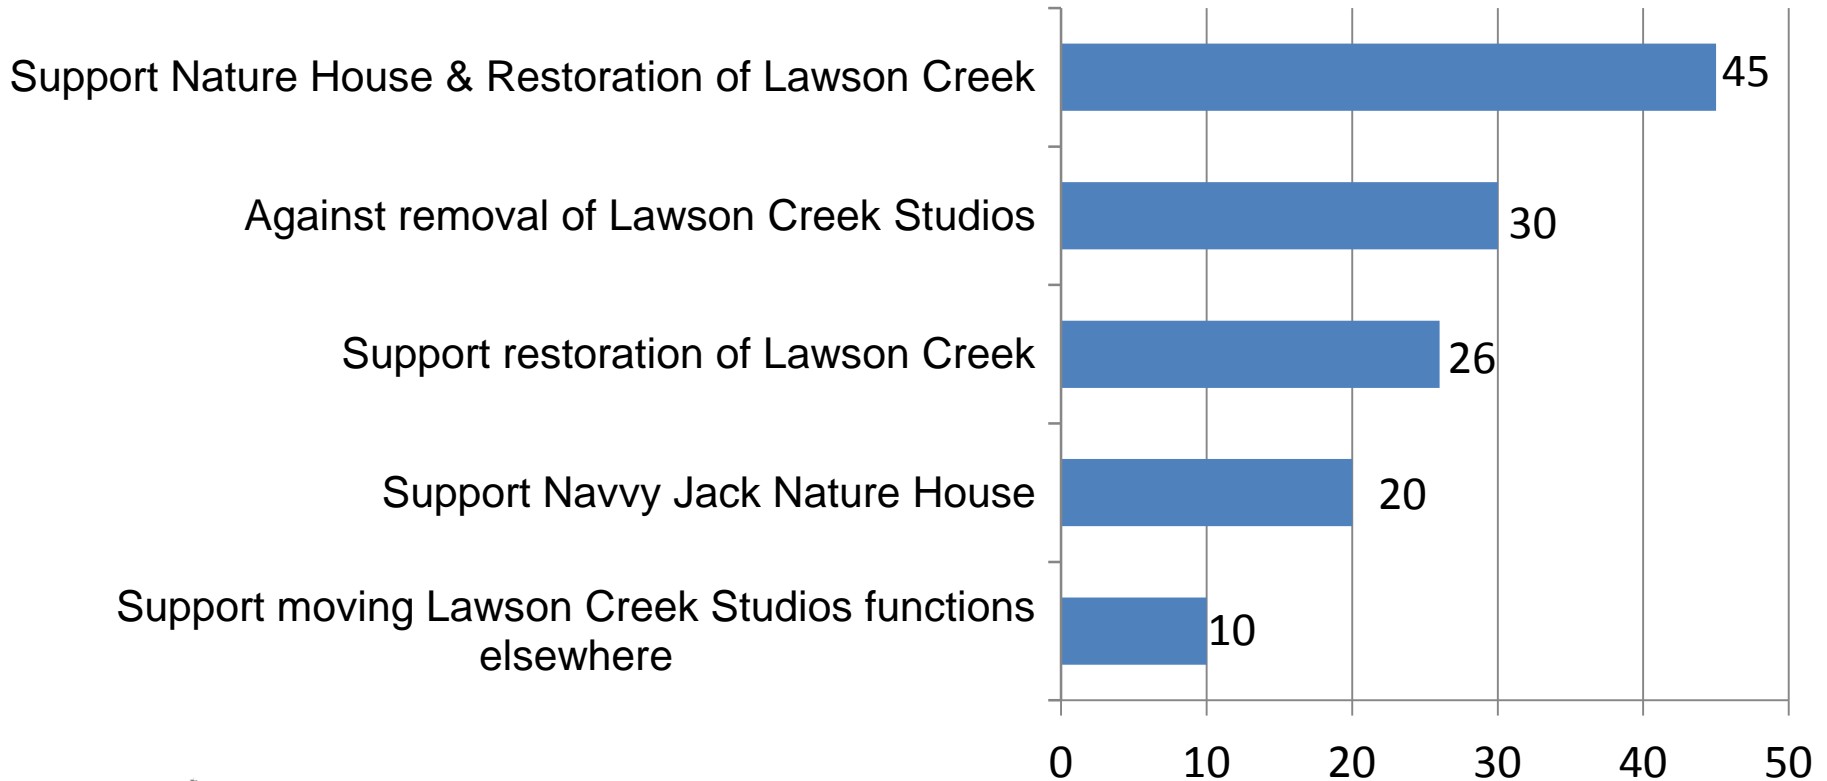 Support Nature House & Restoration of Lawson Creek
45
Against removal of Lawson Creek Studios
30
Support restoration of Lawson Creek
26
Support Navvy Jack Nature House
20
Support moving Lawson Creek Studios functions
elsewhere
10
0 10 20 30 40 50